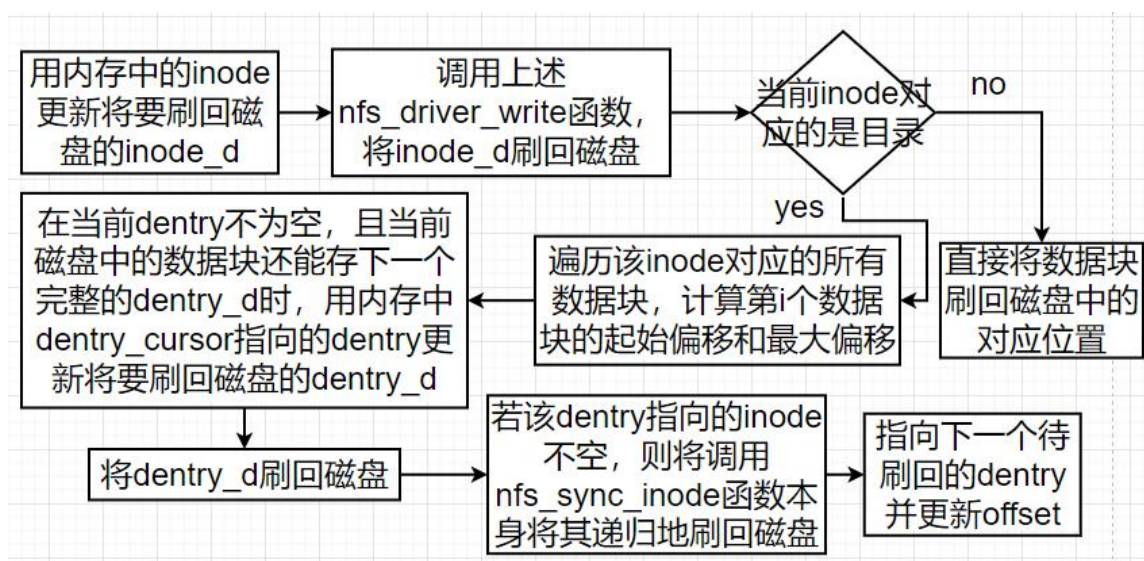 用内存中的inode
更新将要刷回磁
盘的inode_d
调用上述
nfs_driver_write函数，
将inode_d刷回磁盘
当前inode对
应的是目录
no
yes
直接将数据块
刷回磁盘中的
对应位置
遍历该inode对应的所有
数据块，计算第i个数据
块的起始偏移和最大偏移
在当前dentry不为空，且当前
磁盘中的数据块还能存下一个
完整的dentry_d时，用内存中
dentry_cursor指向的dentry更
新将要刷回磁盘的dentry_d
将dentry_d刷回磁盘
若该dentry指向的inode
不空，则将调用
nfs_sync_inode函数本
身将其递归地刷回磁盘
指向下一个待
刷回的dentry
并更新offset